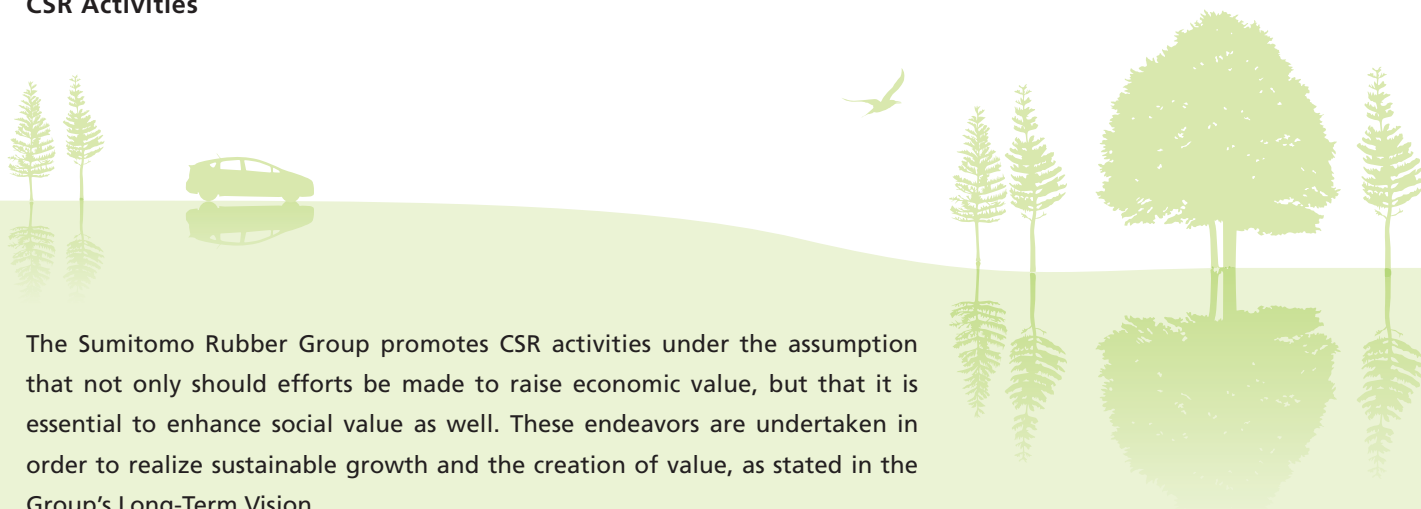 CSR Activities
The Sumitomo Rubber Group promotes CSR activities under the assumption
that not only should efforts be made to raise economic value, but that it is
essential to enhance social value as well. These endeavors are undertaken in
order to realize sustainable growth and the creation of value, as stated in the
Group’s Long-Term Vision.